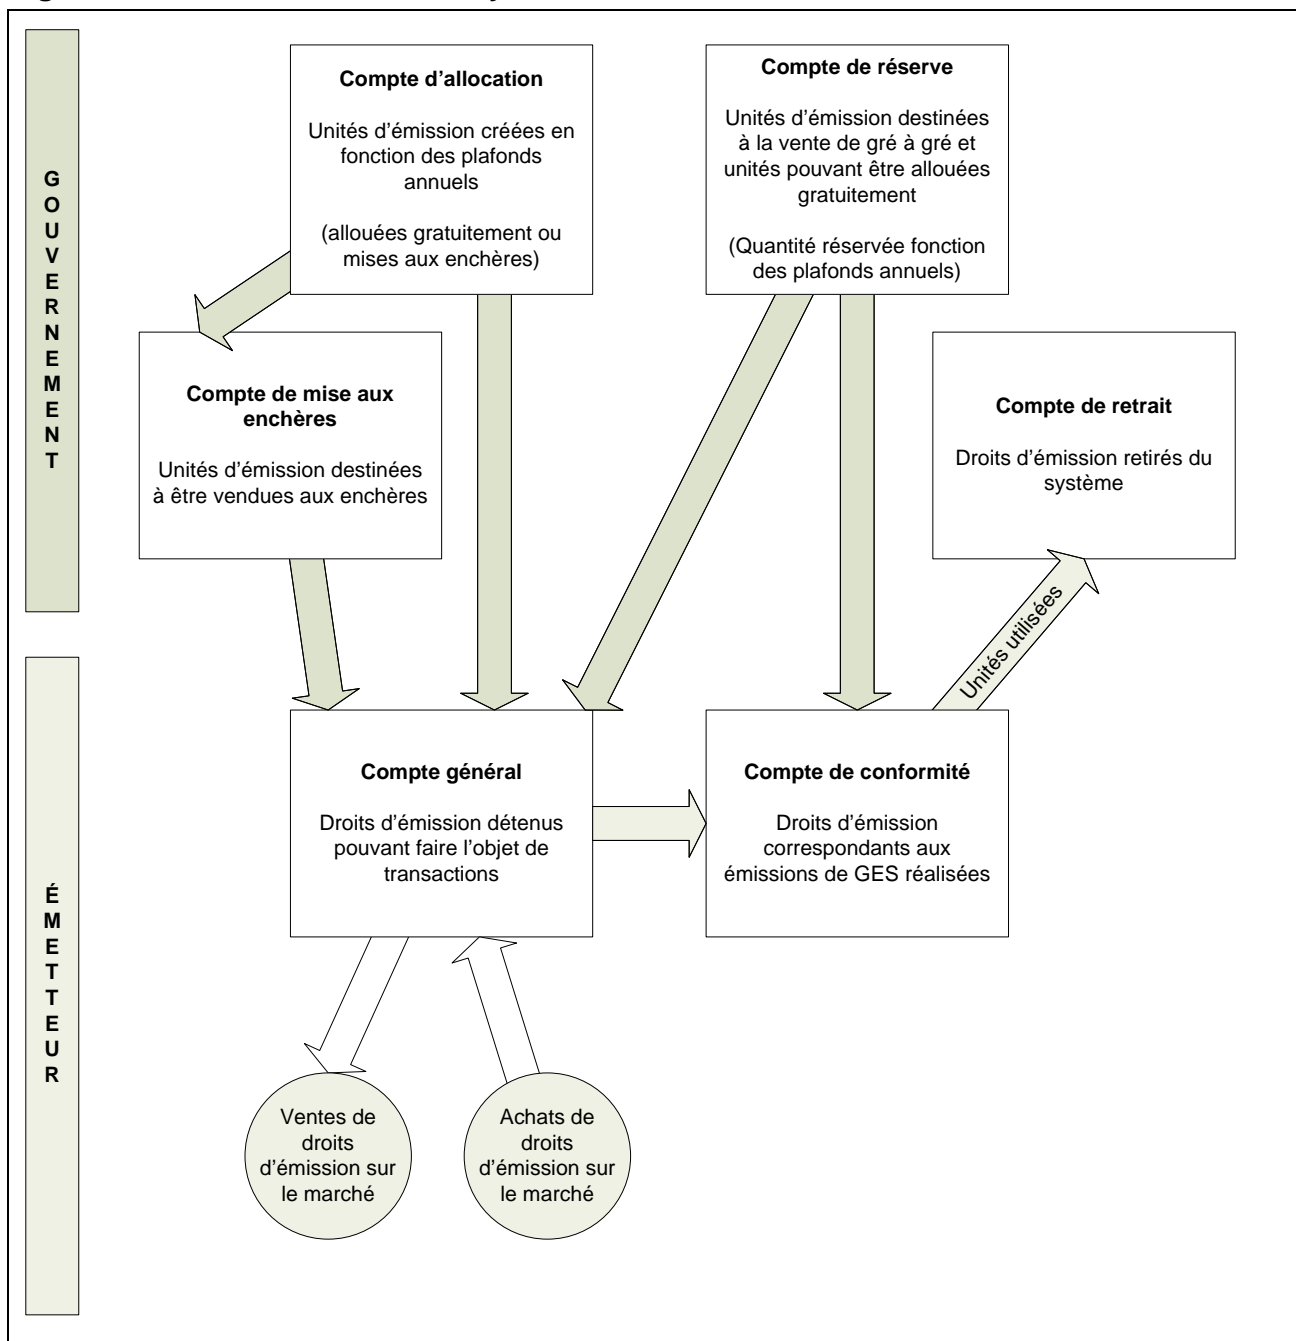 GOUVERNEMENT
Compte d’allocation
Unités d’émission créées en
fonction des plafonds
annuels
(allouées gratuitement ou
mises aux enchères)
Compte de réserve
Unités d’émission destinées
à la vente de gré à gré et
unités pouvant être allouées
gratuitement
(Quantité réservée fonction
des plafonds annuels)
Compte de mise aux
enchères
Unités d’émission destinées
à être vendues aux enchères
Compte de retrait
Droits d’émission retirés du
système
Unités utilisées
ÉMETTEUR
Compte général
Droits d’émission détenus
pouvant faire l’objet de
transactions
Compte de conformité
Droits d’émission
correspondants aux
émissions de GES réalisées
Ventes de
droits
d’émission sur
le marché
Achats de
droits
d’émission sur
le marché